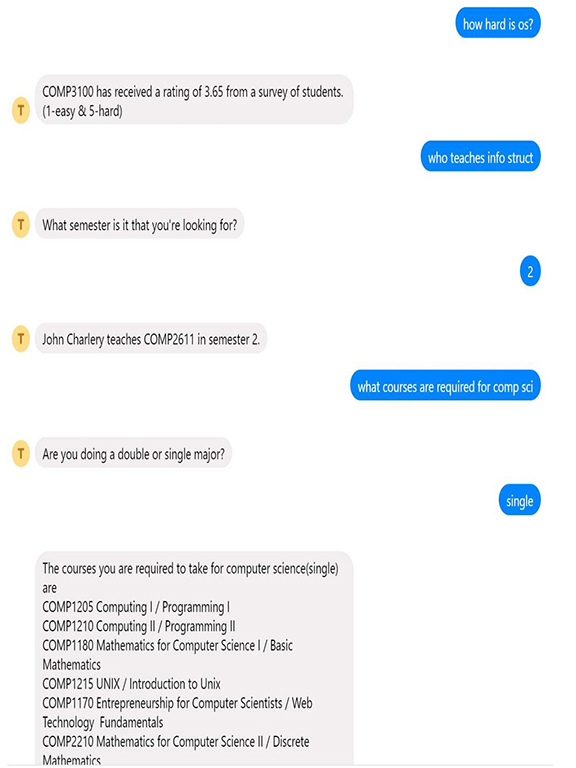 how hard is os?
COMP3100 has received a rating of 3.65 from a survey of students.
T
(1-easy & 5-hard)
who teaches info struct
T
What semester is it that you're looking for?
2
T
John Charlery teaches COMP2611 in semester 2.
what courses are required for comp sci
T
Are you doing a double or single major?
single
The courses you are required to take for computer science(single)
are
COMP1205 Computing I / Programming I
COMP1210 Computing II / Programming II
COMP1180 Mathematics for Computer Science I / Basic
Mathematics
COMP1215 UNIX / Introduction to Unix
COMP1170 Entrepreneurship for Computer Scientists / Web
Technology Fundamentals
COMP2210 Mathematics for Computer Science II / Discrete
Mathematics